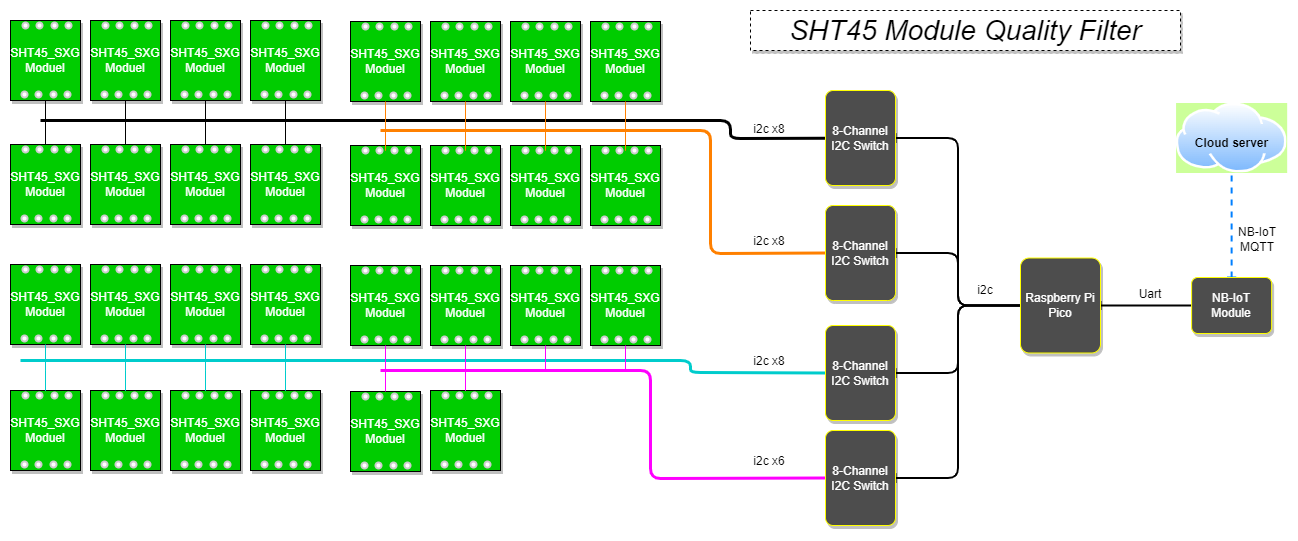 SHT45 Module Quality Filter
SHT45_SXG
Moduel
SHT45_SXG
Moduel
SHT45_SXG
Moduel
SHT45_SXG
Moduel
SHT45_SXG
Moduel
SHT45_SXG
Moduel
SHT45_SXG
Moduel
SHT45_SXG
Moduel
i2c x8
8-Channel
I2C Switch
SHT45_SXG
Moduel
SHT45_SXG
Moduel
SHT45_SXG
Moduel
SHT45_SXG
Moduel
SHT45_SXG
Moduel
SHT45_SXG
Moduel
SHT45_SXG
Moduel
SHT45_SXG
Moduel
i2c x8
8-Channel
I2C Switch
Cloud server
NB-IoT
MQTT
SHT45_SXG
Moduel
SHT45_SXG
Moduel
SHT45_SXG
Moduel
SHT45_SXG
Moduel
SHT45_SXG
Moduel
SHT45_SXG
Moduel
SHT45_SXG
Moduel
SHT45_SXG
Moduel
i2c
Raspberry Pi
Pico
Uart
NB-IoT
Module
i2c x8
8-Channel
I2C Switch
SHT45_SXG
Moduel
SHT45_SXG
Moduel
SHT45_SXG
Moduel
SHT45_SXG
Moduel
SHT45_SXG
Moduel
SHT45_SXG
Moduel
i2c x6
8-Channel
I2C Switch